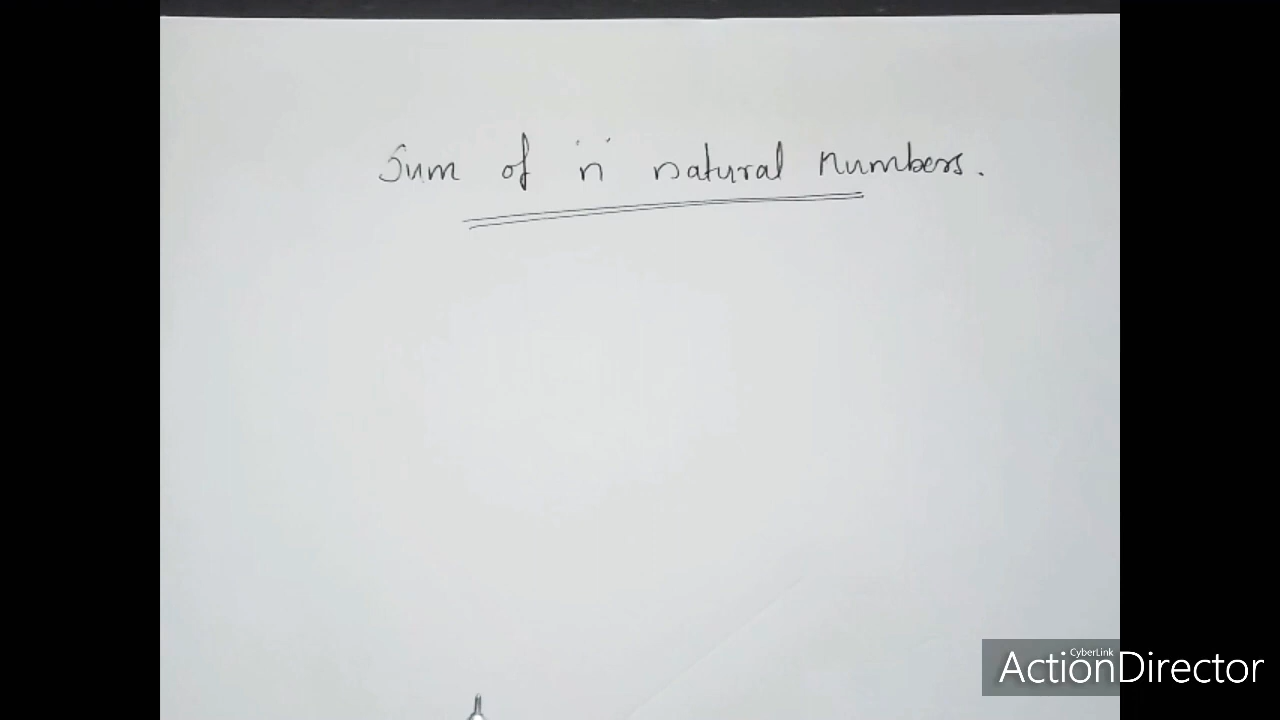 Sum of 'n' natural numbers.
CyberLink
ActionDirector